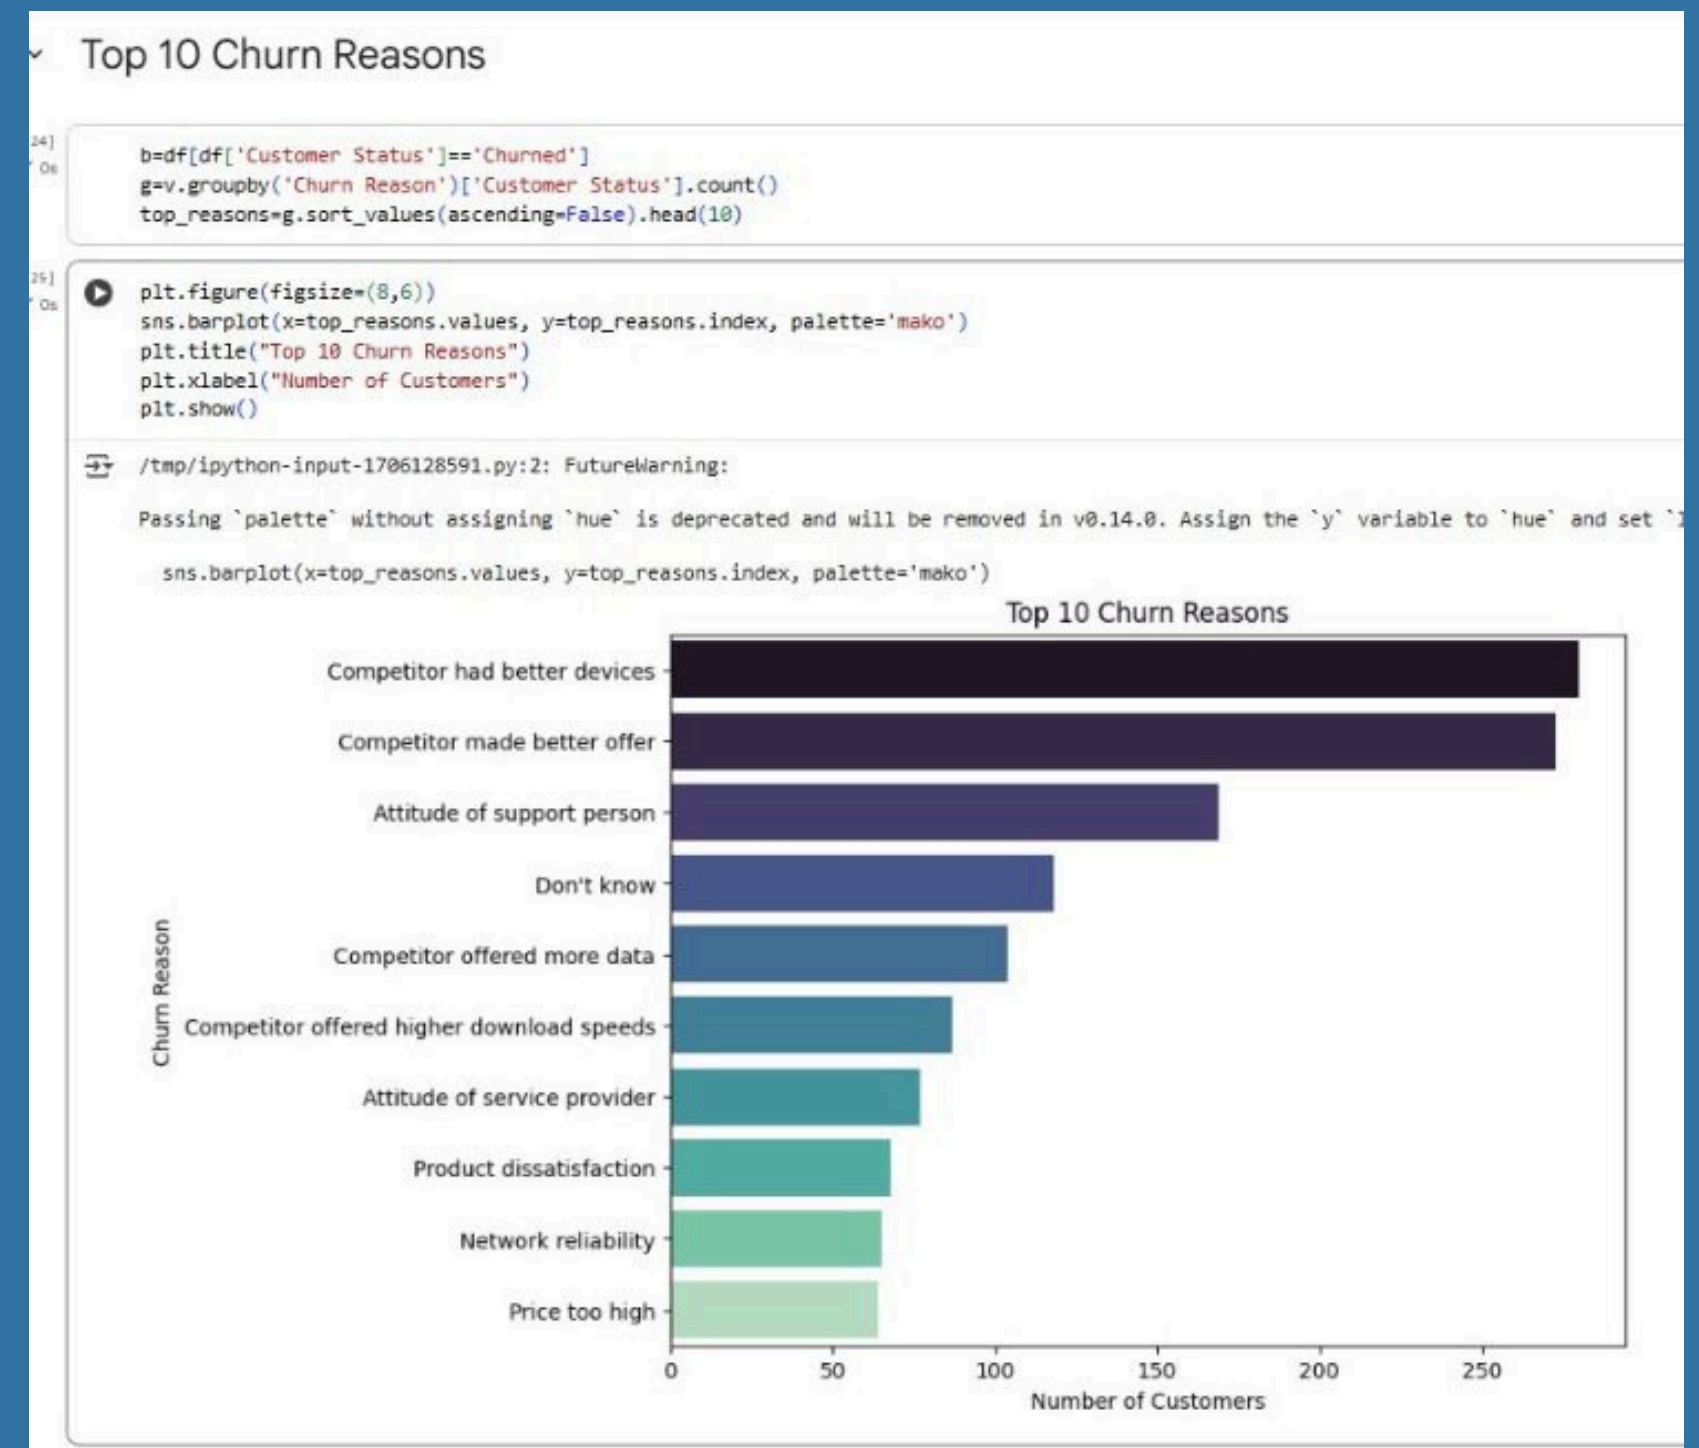 Top 10 Churn Reasons
24]
0s
b=df[df['Customer Status']=='Churned']
g=v.groupby('Churn Reason')['Customer Status'].count()
top_reasons=g.sort_values(ascending=False).head(10)
25]
0s
plt.figure(figsize=(8,6))
sns.barplot(x=top_reasons.values, y=top_reasons.index, palette='mako')
plt.title("Top 10 Churn Reasons")
plt.xlabel("Number of Customers")
plt.show()
/tmp/ipython-input-1706128591.py:2: FutureWarning:
Passing `palette` without assigning `hue` is deprecated and will be removed in v0.14.0. Assign the `y` variable to `hue` and set `
sns.barplot(x=top_reasons.values, y=top_reasons.index, palette='mako')
Top 10 Churn Reasons
Competitor had better devices
Competitor made better offer
Attitude of support person
Don't know
Competitor offered more data
Competitor offered higher download speeds
Attitude of service provider
Product dissatisfaction
Network reliability
Price too high
Churn Reason
0 50 100 150 200 250
Number of Customers